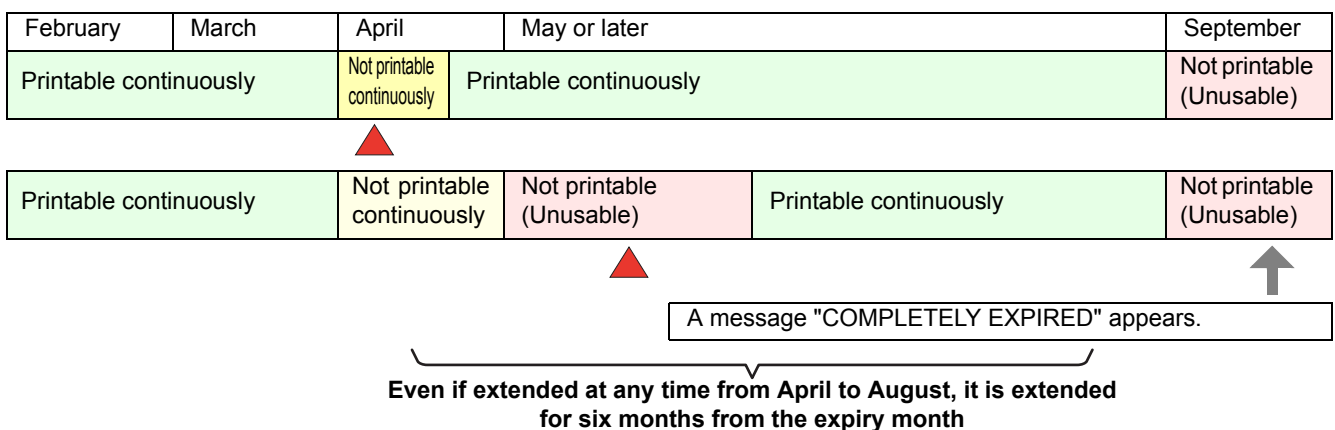 February March April May or later September
Printable continuously
Not printable
continuously
Printable continuously
Not printable
(Unusable)
Printable continuously
Not printable
continuously
Not printable
(Unusable)
Printable continuously
Not printable
(Unusable)
A message "COMPLETELY EXPIRED" appears.
Even if extended at any time from April to August, it is extended
for six months from the expiry month